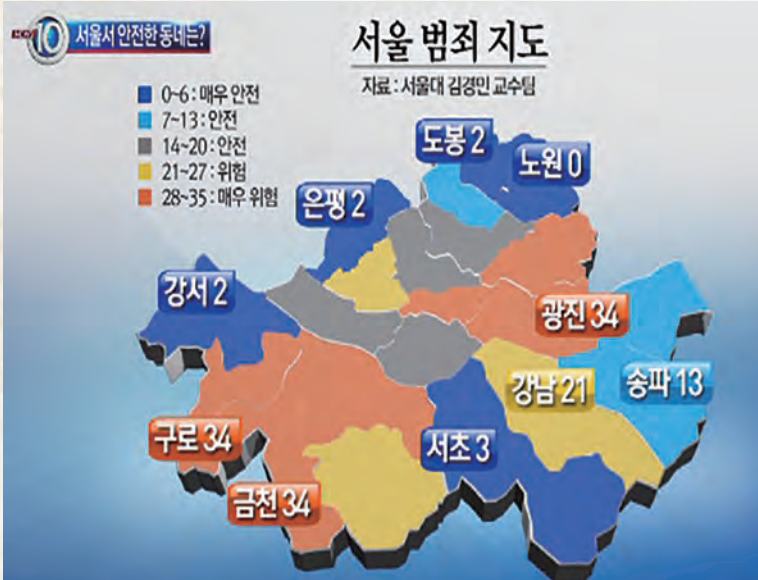 10 서울서 안전한 동네는?
서울 범죄 지도
자료 : 서울대 김경민 교수팀
0~6 : 매우 안전
7~13 : 안전
14~20 : 안전
21~27 : 위험
28~35 : 매우 위험
도봉 2
노원 0
은평 2
강서 2
광진 34
강남 21
송파 13
구로 34
서초 3
금천 34